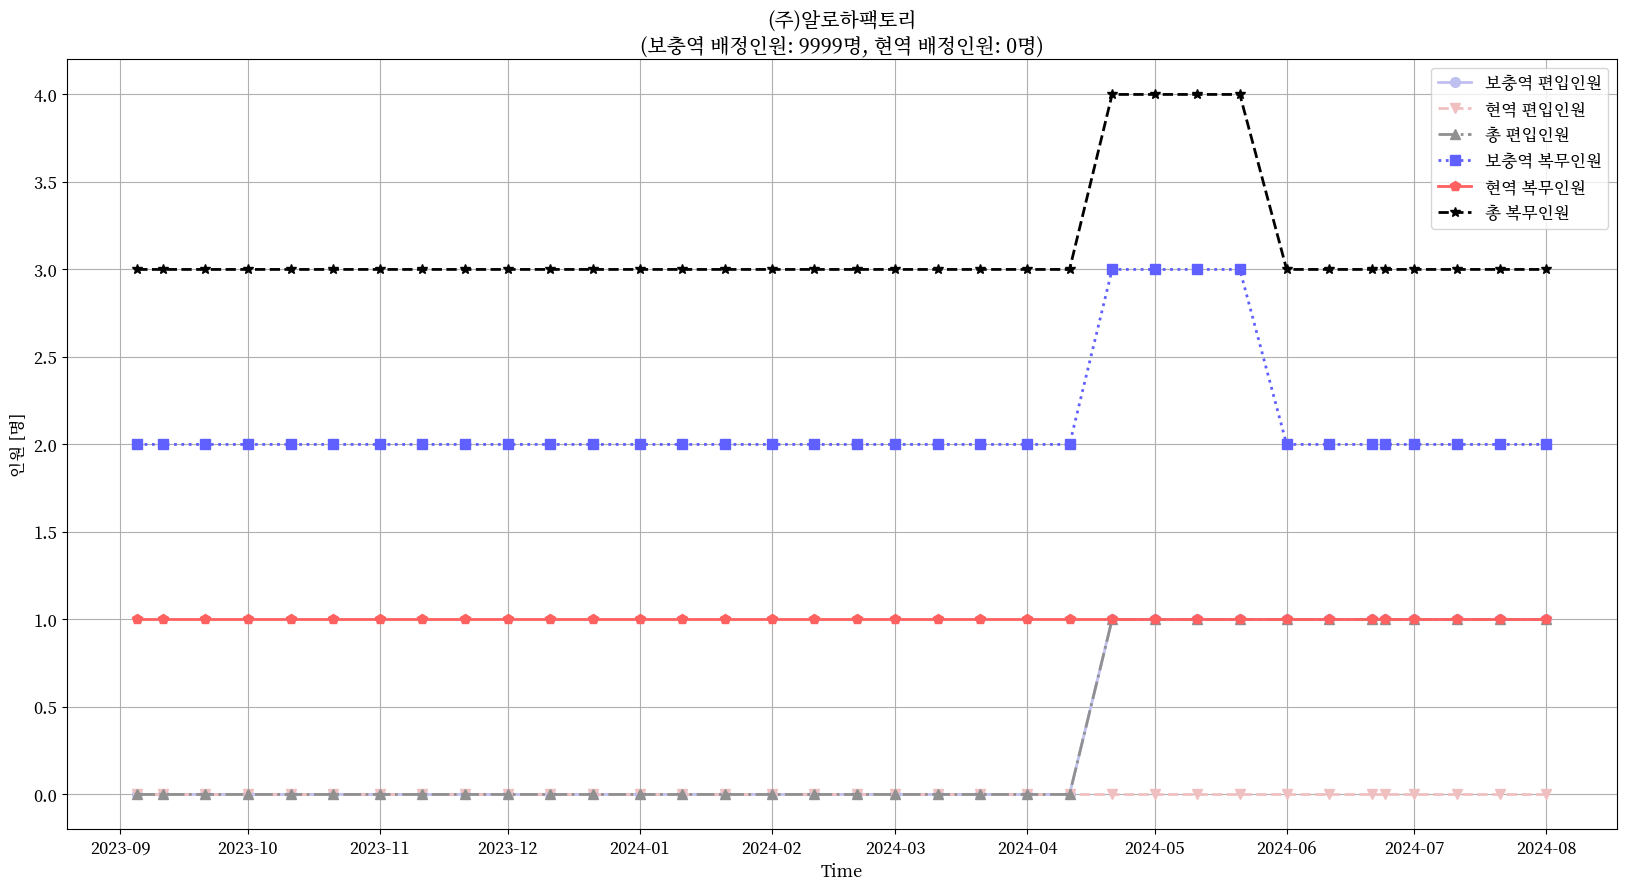 (주)알로하팩토리
(보충역 배정인원: 9999명, 현역 배정인원: 0명)
보충역 편입인원
현역 편입인원
총 편입인원
보충역 복무인원
현역 복무인원
총 복무인원
4.0
3.5
3.0
2.5
2.0
1.5
1.0
0.5
0.0
인원 [명]
2023-09 2023-10 2023-11 2023-12 2024-01 2024-02 2024-03 2024-04 2024-05 2024-06 2024-07 2024-08
Time